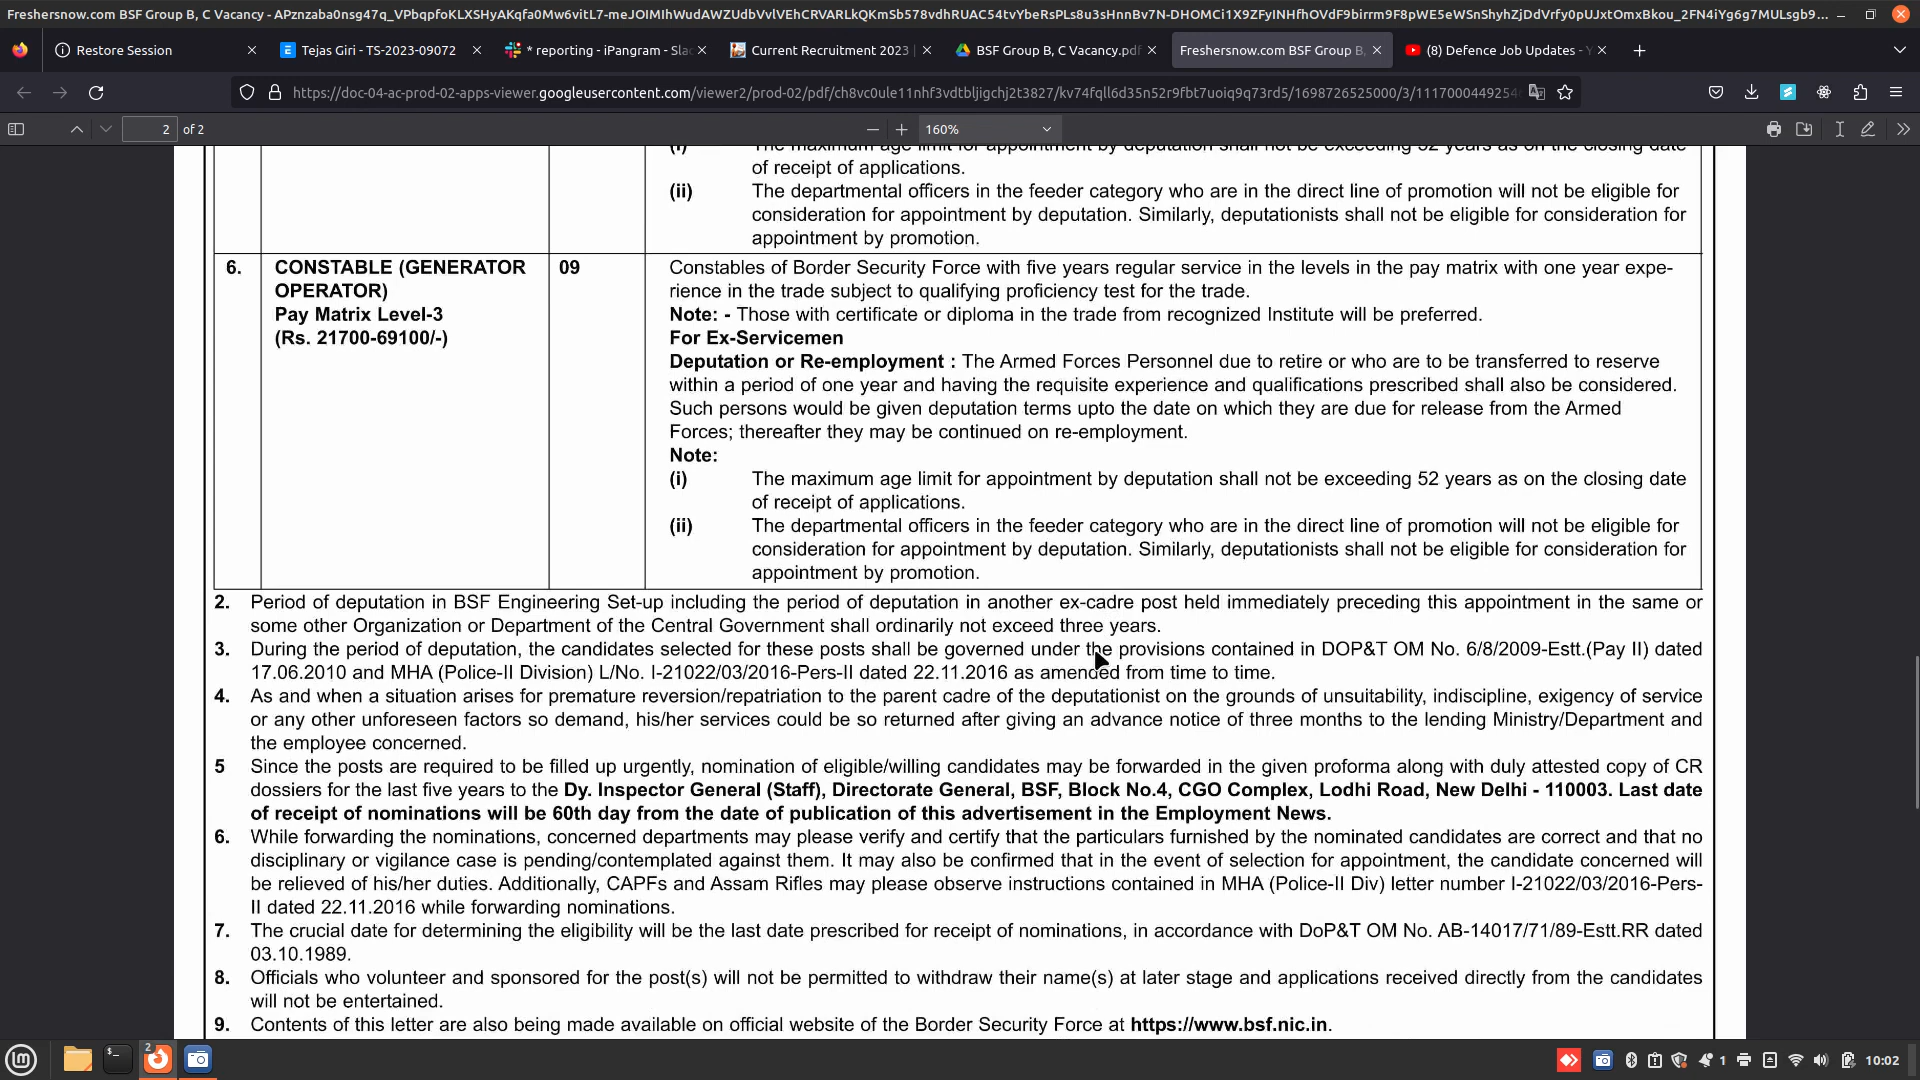 Freshersnow.com BSF Group B, C Vacancy - APznzaba0nsg47q_VPbqpfoKLXSHyAKqfa0Mw6vitL7-meJOIMIhWudAWZUdbVvlVEhCRVARLkQKmSb578vdhRUAC54tvYbeRsPLs8u3sHnnBv7N-DHOMCi1X9ZFyINHfhOVdF9birrm9F8pWE5eWSnShyhZjDdVrfy0pUJxtOmxBkou_2FN4iYg6g7MULsgb9...
Restore Session
Tejas Giri - TS-2023-09072
* reporting - iPangram - Slac
Current Recruitment 2023 |
BSF Group B, C Vacancy.pdf
Freshersnow.com BSF Group B,
(8) Defence Job Updates - Y
https://doc-04-ac-prod-02-apps-viewer.googleusercontent.com/viewer2/prod-02/pdf/ch8vc0ule11nhf3vdtbljigchj2t3827/kv74fqll6d35n52r9fbt7uoiq9q73rd5/1698726525000/3/111700044925
2 of 2
160%
(i) The maximum age limit for appointment by deputation shall not be exceeding 52 years as on the closing date
of receipt of applications.
(ii) The departmental officers in the feeder category who are in the direct line of promotion will not be eligible for
consideration for appointment by deputation. Similarly, deputationists shall not be eligible for consideration for
appointment by promotion.
6. CONSTABLE (GENERATOR
OPERATOR)
Pay Matrix Level-3
(Rs. 21700-69100/-)
09
Constables of Border Security Force with five years regular service in the levels in the pay matrix with one year expe-
rience in the trade subject to qualifying proficiency test for the trade.
Note: - Those with certificate or diploma in the trade from recognized Institute will be preferred.
For Ex-Servicemen
Deputation or Re-employment : The Armed Forces Personnel due to retire or who are to be transferred to reserve
within a period of one year and having the requisite experience and qualifications prescribed shall also be considered.
Such persons would be given deputation terms upto the date on which they are due for release from the Armed
Forces; thereafter they may be continued on re-employment.
Note:
(i) The maximum age limit for appointment by deputation shall not be exceeding 52 years as on the closing date
of receipt of applications.
(ii) The departmental officers in the feeder category who are in the direct line of promotion will not be eligible for
consideration for appointment by deputation. Similarly, deputationists shall not be eligible for consideration for
appointment by promotion.
2. Period of deputation in BSF Engineering Set-up including the period of deputation in another ex-cadre post held immediately preceding this appointment in the same or
some other Organization or Department of the Central Government shall ordinarily not exceed three years.
3. During the period of deputation, the candidates selected for these posts shall be governed under the provisions contained in DOP&T OM No. 6/8/2009-Estt.(Pay II) dated
17.06.2010 and MHA (Police-II Division) L/No. I-21022/03/2016-Pers-II dated 22.11.2016 as amended from time to time.
4. As and when a situation arises for premature reversion/repatriation to the parent cadre of the deputationist on the grounds of unsuitability, indiscipline, exigency of service
or any other unforeseen factors so demand, his/her services could be so returned after giving an advance notice of three months to the lending Ministry/Department and
the employee concerned.
5 Since the posts are required to be filled up urgently, nomination of eligible/willing candidates may be forwarded in the given proforma along with duly attested copy of CR
dossiers for the last five years to the Dy. Inspector General (Staff), Directorate General, BSF, Block No.4, CGO Complex, Lodhi Road, New Delhi - 110003. Last date
of receipt of nominations will be 60th day from the date of publication of this advertisement in the Employment News.
6. While forwarding the nominations, concerned departments may please verify and certify that the particulars furnished by the nominated candidates are correct and that no
disciplinary or vigilance case is pending/contemplated against them. It may also be confirmed that in the event of selection for appointment, the candidate concerned will
be relieved of his/her duties. Additionally, CAPFs and Assam Rifles may please observe instructions contained in MHA (Police-II Div) letter number I-21022/03/2016-Pers-
II dated 22.11.2016 while forwarding nominations.
7. The crucial date for determining the eligibility will be the last date prescribed for receipt of nominations, in accordance with DoP&T OM No. AB-14017/71/89-Estt.RR dated
03.10.1989.
8. Officials who volunteer and sponsored for the post(s) will not be permitted to withdraw their name(s) at later stage and applications received directly from the candidates
will not be entertained.
9. Contents of this letter are also being made available on official website of the Border Security Force at https://www.bsf.nic.in.
2
1
10:02